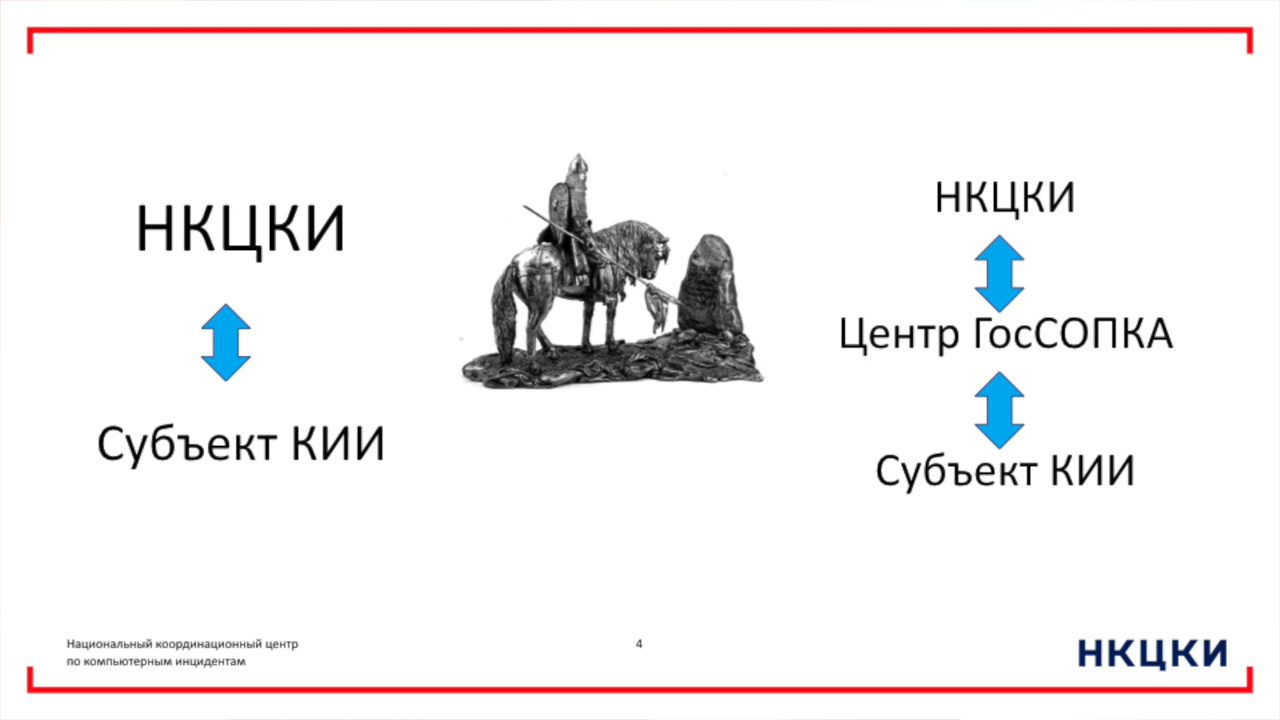 НКЦКИ
Субъект КИИ
НКЦКИ
Центр ГосСОПКА
Субъект КИИ
Национальный координационный центр
по компьютерным инцидентам
4
НКЦКИ